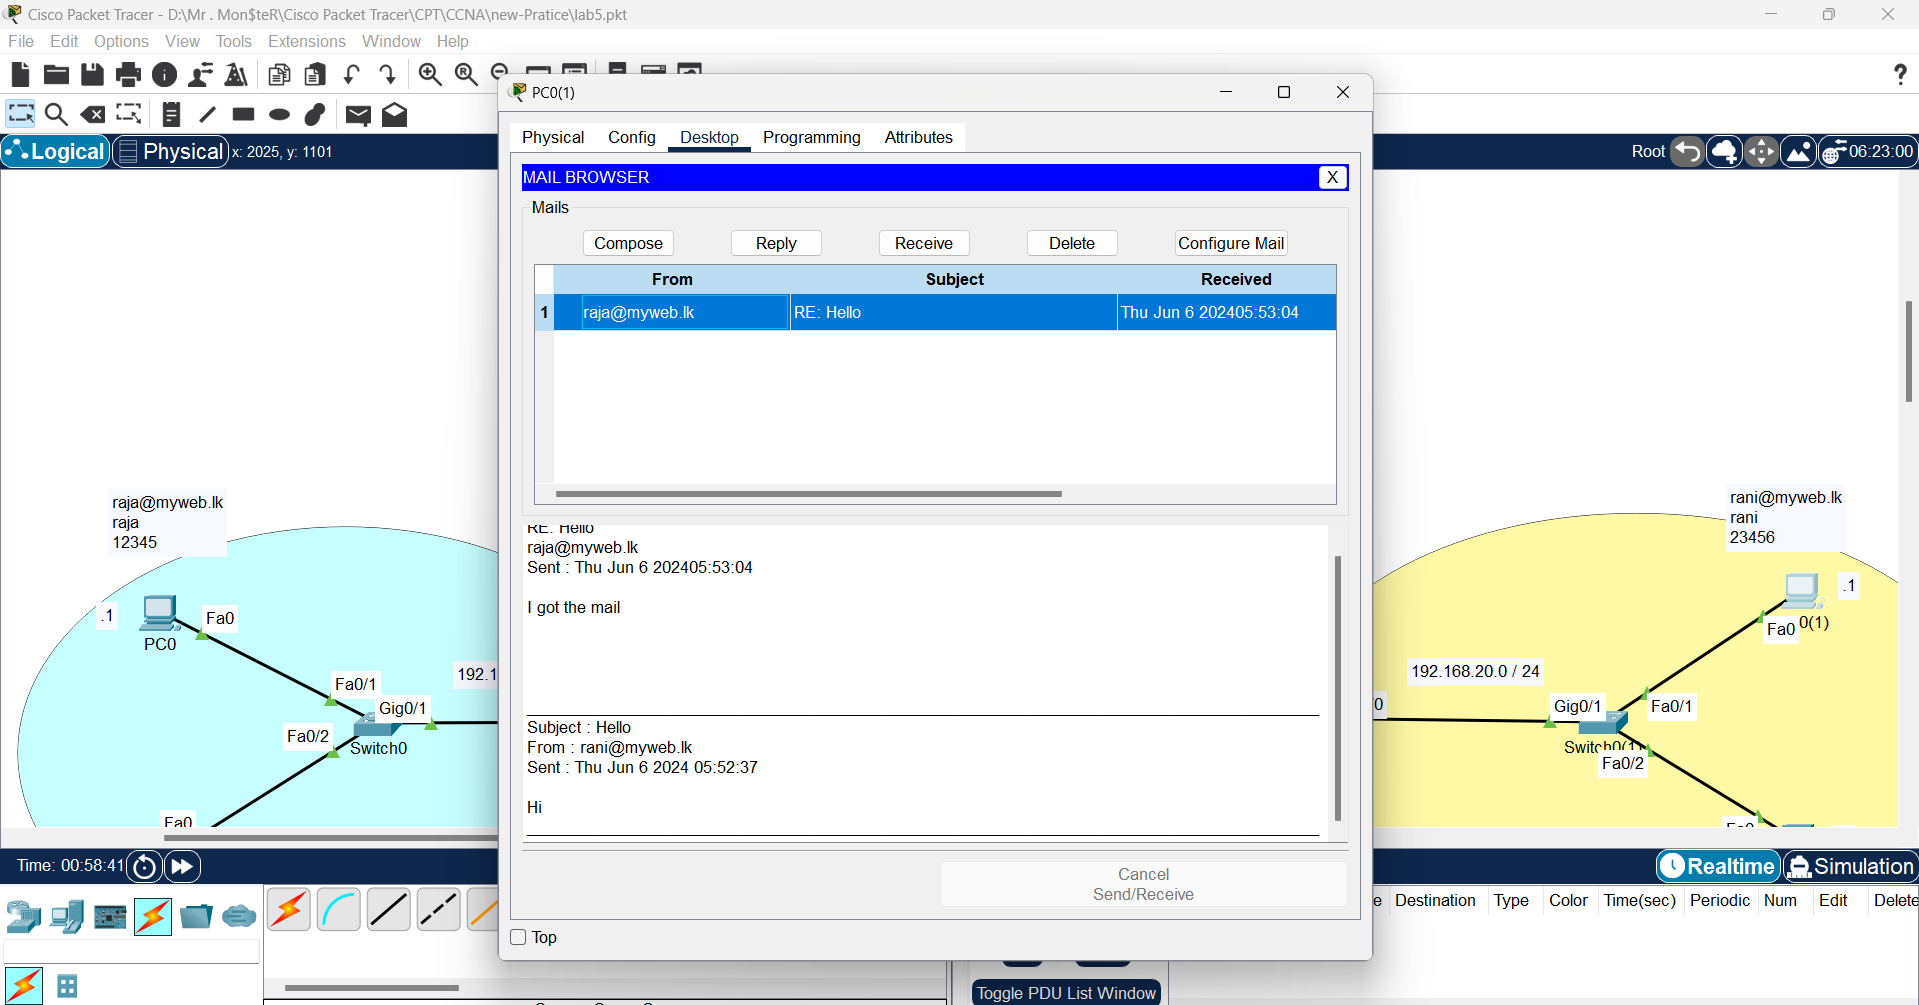 Cisco Packet Tracer - D:\Mr . Mon$teR\Cisco Packet Tracer\CPT\CCNA\new-Pratice\lab5.pkt
File Edit Options View Tools Extensions Window Help
PC0(1)
Physical Config Desktop Programming Attributes
Logical Physical x: 2025, y: 1101
Root 06:23:00
MAIL BROWSER X
Mails
Compose Reply Receive Delete Configure Mail
From Subject Received
1 raja@myweb.lk RE: Hello Thu Jun 6 202405:53:04
RE: Hello
raja@myweb.lk
Sent : Thu Jun 6 202405:53:04
I got the mail
Subject : Hello
From : rani@myweb.lk
Sent : Thu Jun 6 2024 05:52:37
Hi
Cancel
Send/Receive
Top
raja@myweb.lk
raja
12345
.1
Fa0
PC0
192.1
Fa0/1
Gig0/1
Fa0/2
Switch0
Fa0
rani@myweb.lk
rani
23456
.1
Fa0
0(1)
192.168.20.0 / 24
0
Gig0/1
Fa0/1
Switch0(1)
Fa0/2
Fa0
Time: 00:58:41
Realtime Simulation
e Destination Type Color Time(sec) Periodic Num Edit Delete
Toggle PDU List Window